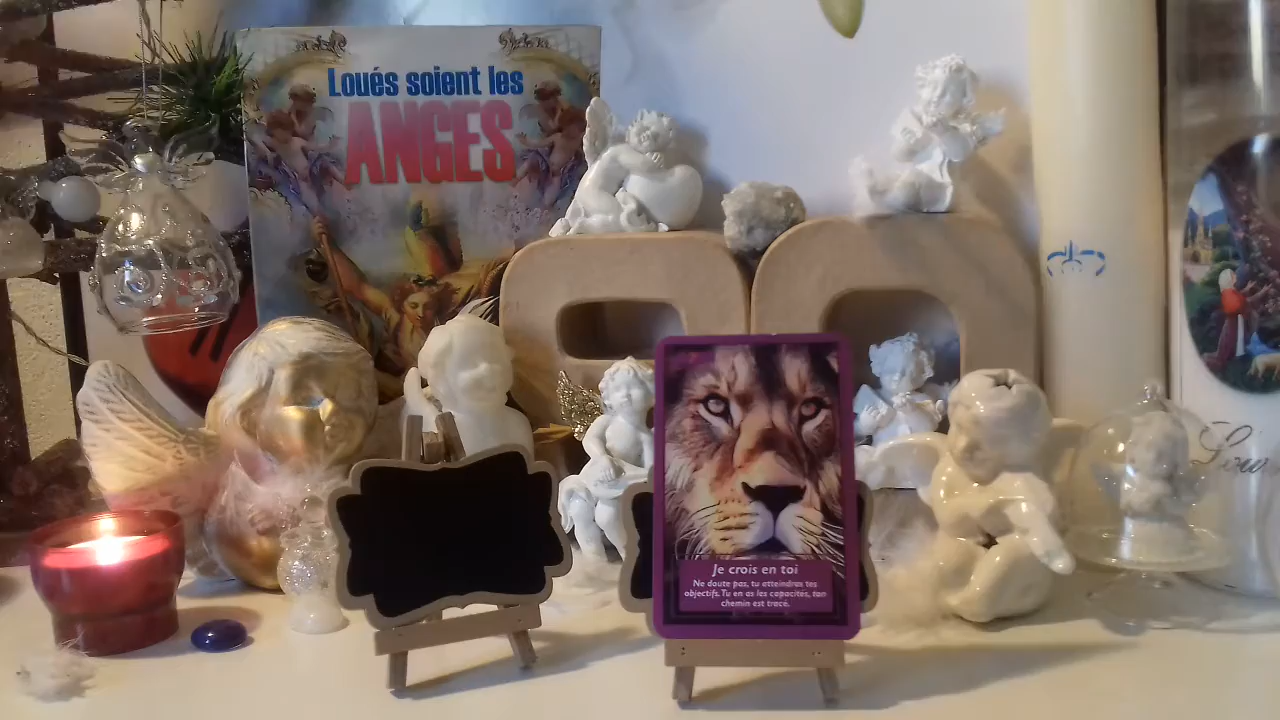 Loués soient les
ANGES
Je crois en toi
Ne doute pas, tu atteindras tes
objectifs. Tu en as les capacités, ton
chemin est tracé.